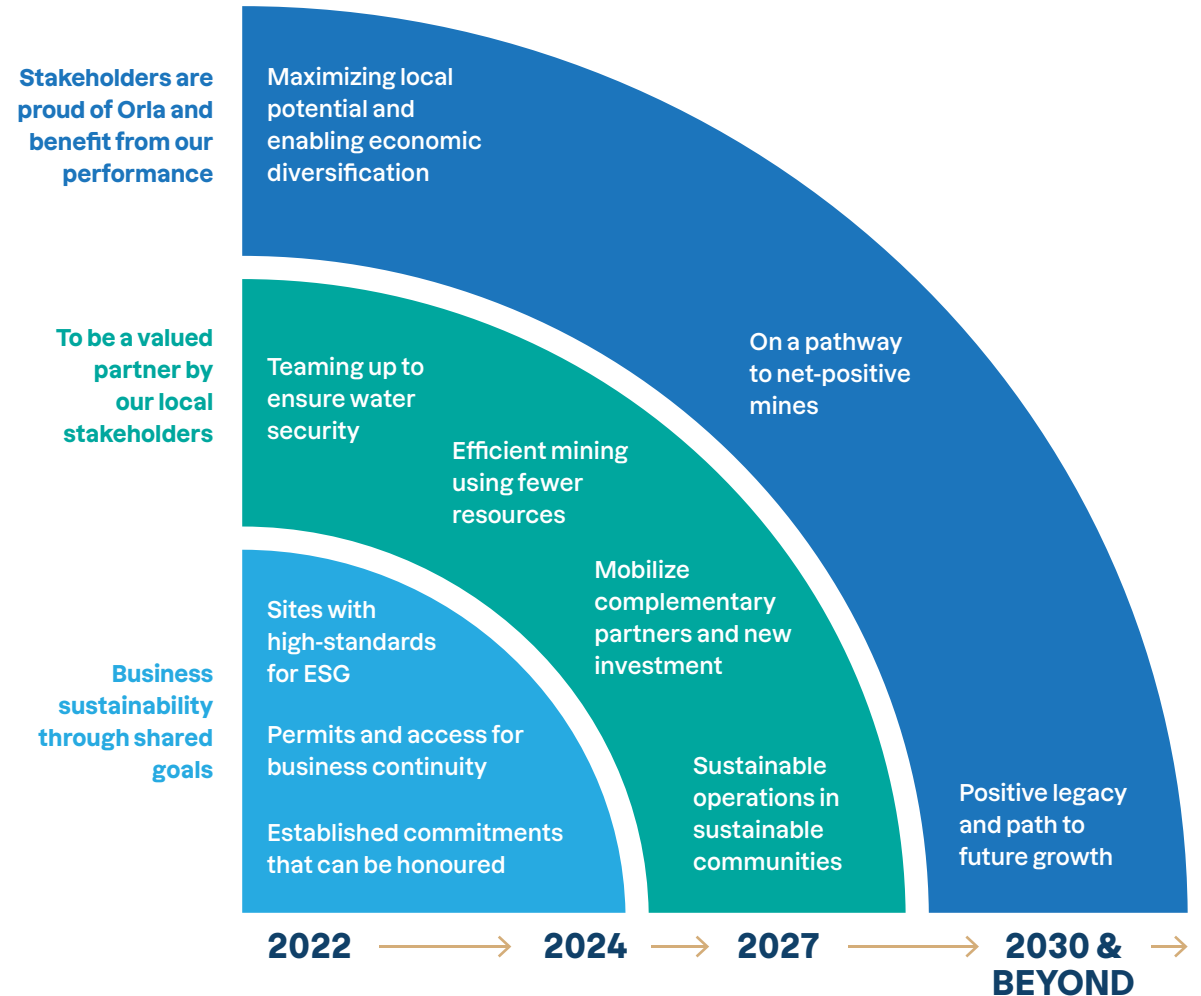 Stakeholders are
proud of Orla and
benefit from our
performance
Maximizing local
potential and
enabling economic
diversification
On a pathway
to net-positive
mines
Positive legacy
and path to
future growth
To be a valued
partner by
our local
stakeholders
Teaming up to
ensure water
security
Efficient mining
using fewer
resources
Mobilize
complementary
partners and new
investment
Sustainable
operations in
sustainable
communities
Business
sustainability
through shared
goals
Sites with
high-standards
for ESG
Permits and access for
business continuity
Established commitments
that can be honoured
2022
2024
2027
2030 &
BEYOND